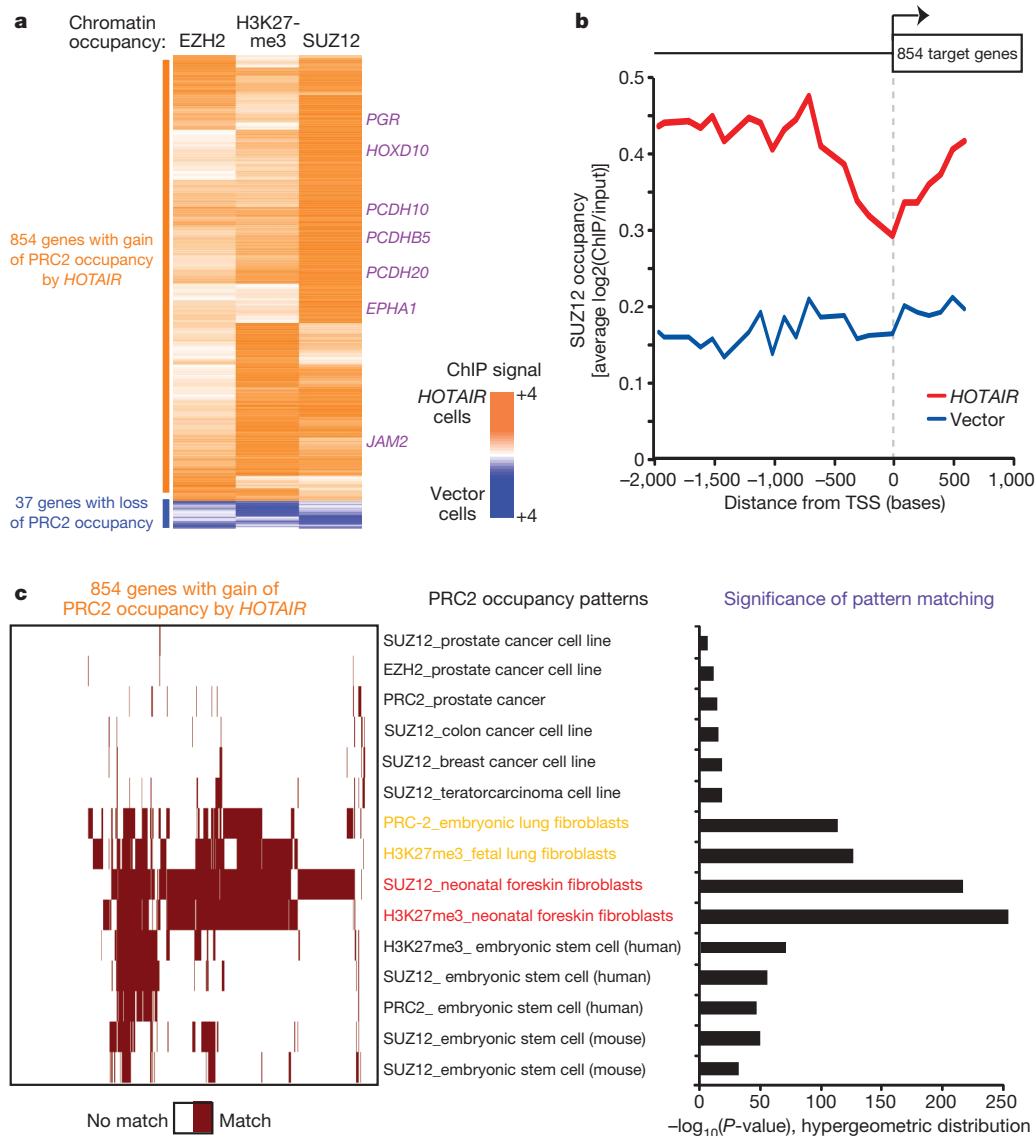 a
Chromatin
occupancy:
EZH2
H3K27-
me3
SUZ12
854 genes with gain
of PRC2 occupancy
by HOTAIR
37 genes with loss
of PRC2 occupancy
PGR
HOXD10
PCDH10
PCDHB5
PCDH20
EPHA1
JAM2
ChIP signal
HOTAIR
cells
+4
Vector
cells
+4
b
854 target genes
SUZ12 occupancy
[average log2(ChIP/input)]
0.5
0.4
0.3
0.2
0.1
0
HOTAIR
Vector
–2,000 –1,500 –1,000 –500 0 500 1,000
Distance from TSS (bases)
c
854 genes with gain of
PRC2 occupancy by HOTAIR
PRC2 occupancy patterns
Significance of pattern matching
SUZ12_prostate cancer cell line
EZH2_prostate cancer cell line
PRC2_prostate cancer
SUZ12_colon cancer cell line
SUZ12_breast cancer cell line
SUZ12_teratorcarcinoma cell line
PRC-2_embryonic lung fibroblasts
H3K27me3_fetal lung fibroblasts
SUZ12_neonatal foreskin fibroblasts
H3K27me3_neonatal foreskin fibroblasts
H3K27me3_ embryonic stem cell (human)
SUZ12_ embryonic stem cell (human)
PRC2_ embryonic stem cell (human)
SUZ12_embryonic stem cell (mouse)
SUZ12_embryonic stem cell (mouse)
No match
Match
0 50 100 150 200 250
–log10(P-value), hypergeometric distribution